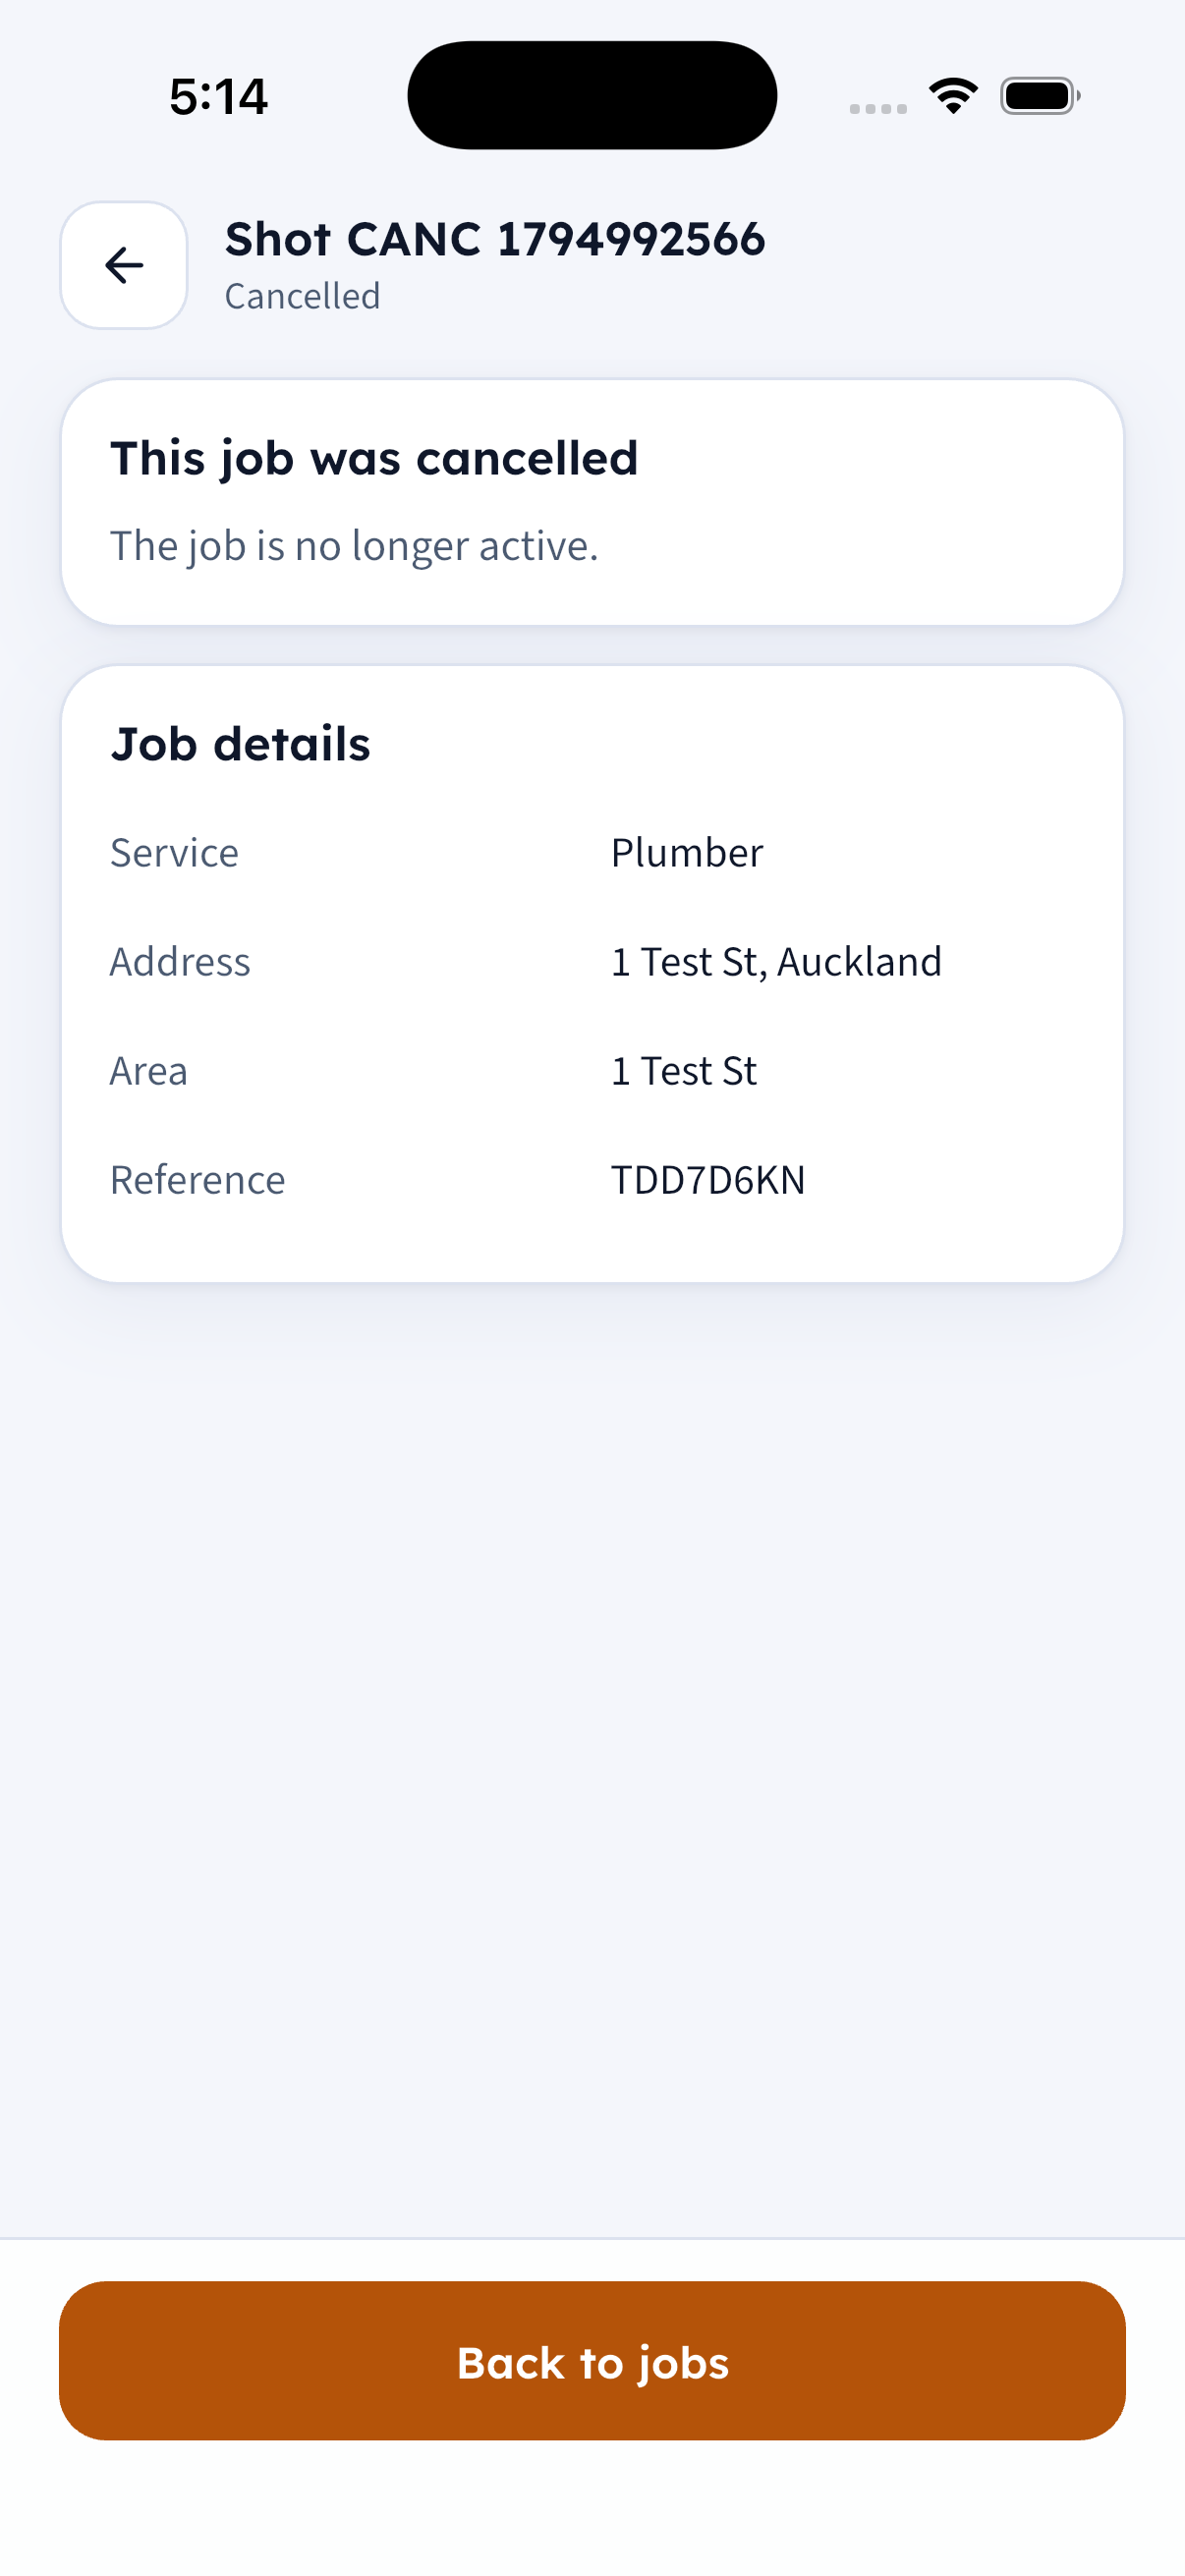 5:14
Shot CANC 1794992566
Cancelled
This job was cancelled
The job is no longer active.
Job details
Service Plumber
Address 1 Test St, Auckland
Area 1 Test St
Reference TDD7D6KN
Back to jobs